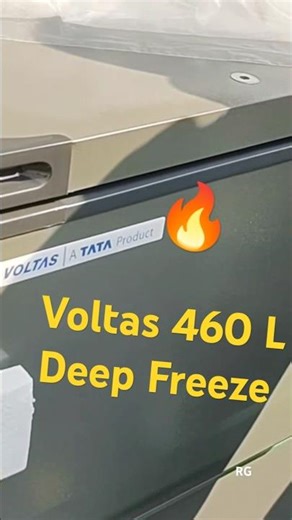 VOLTAS | A TATA Product
Voltas 460 L
Deep Freeze
RG